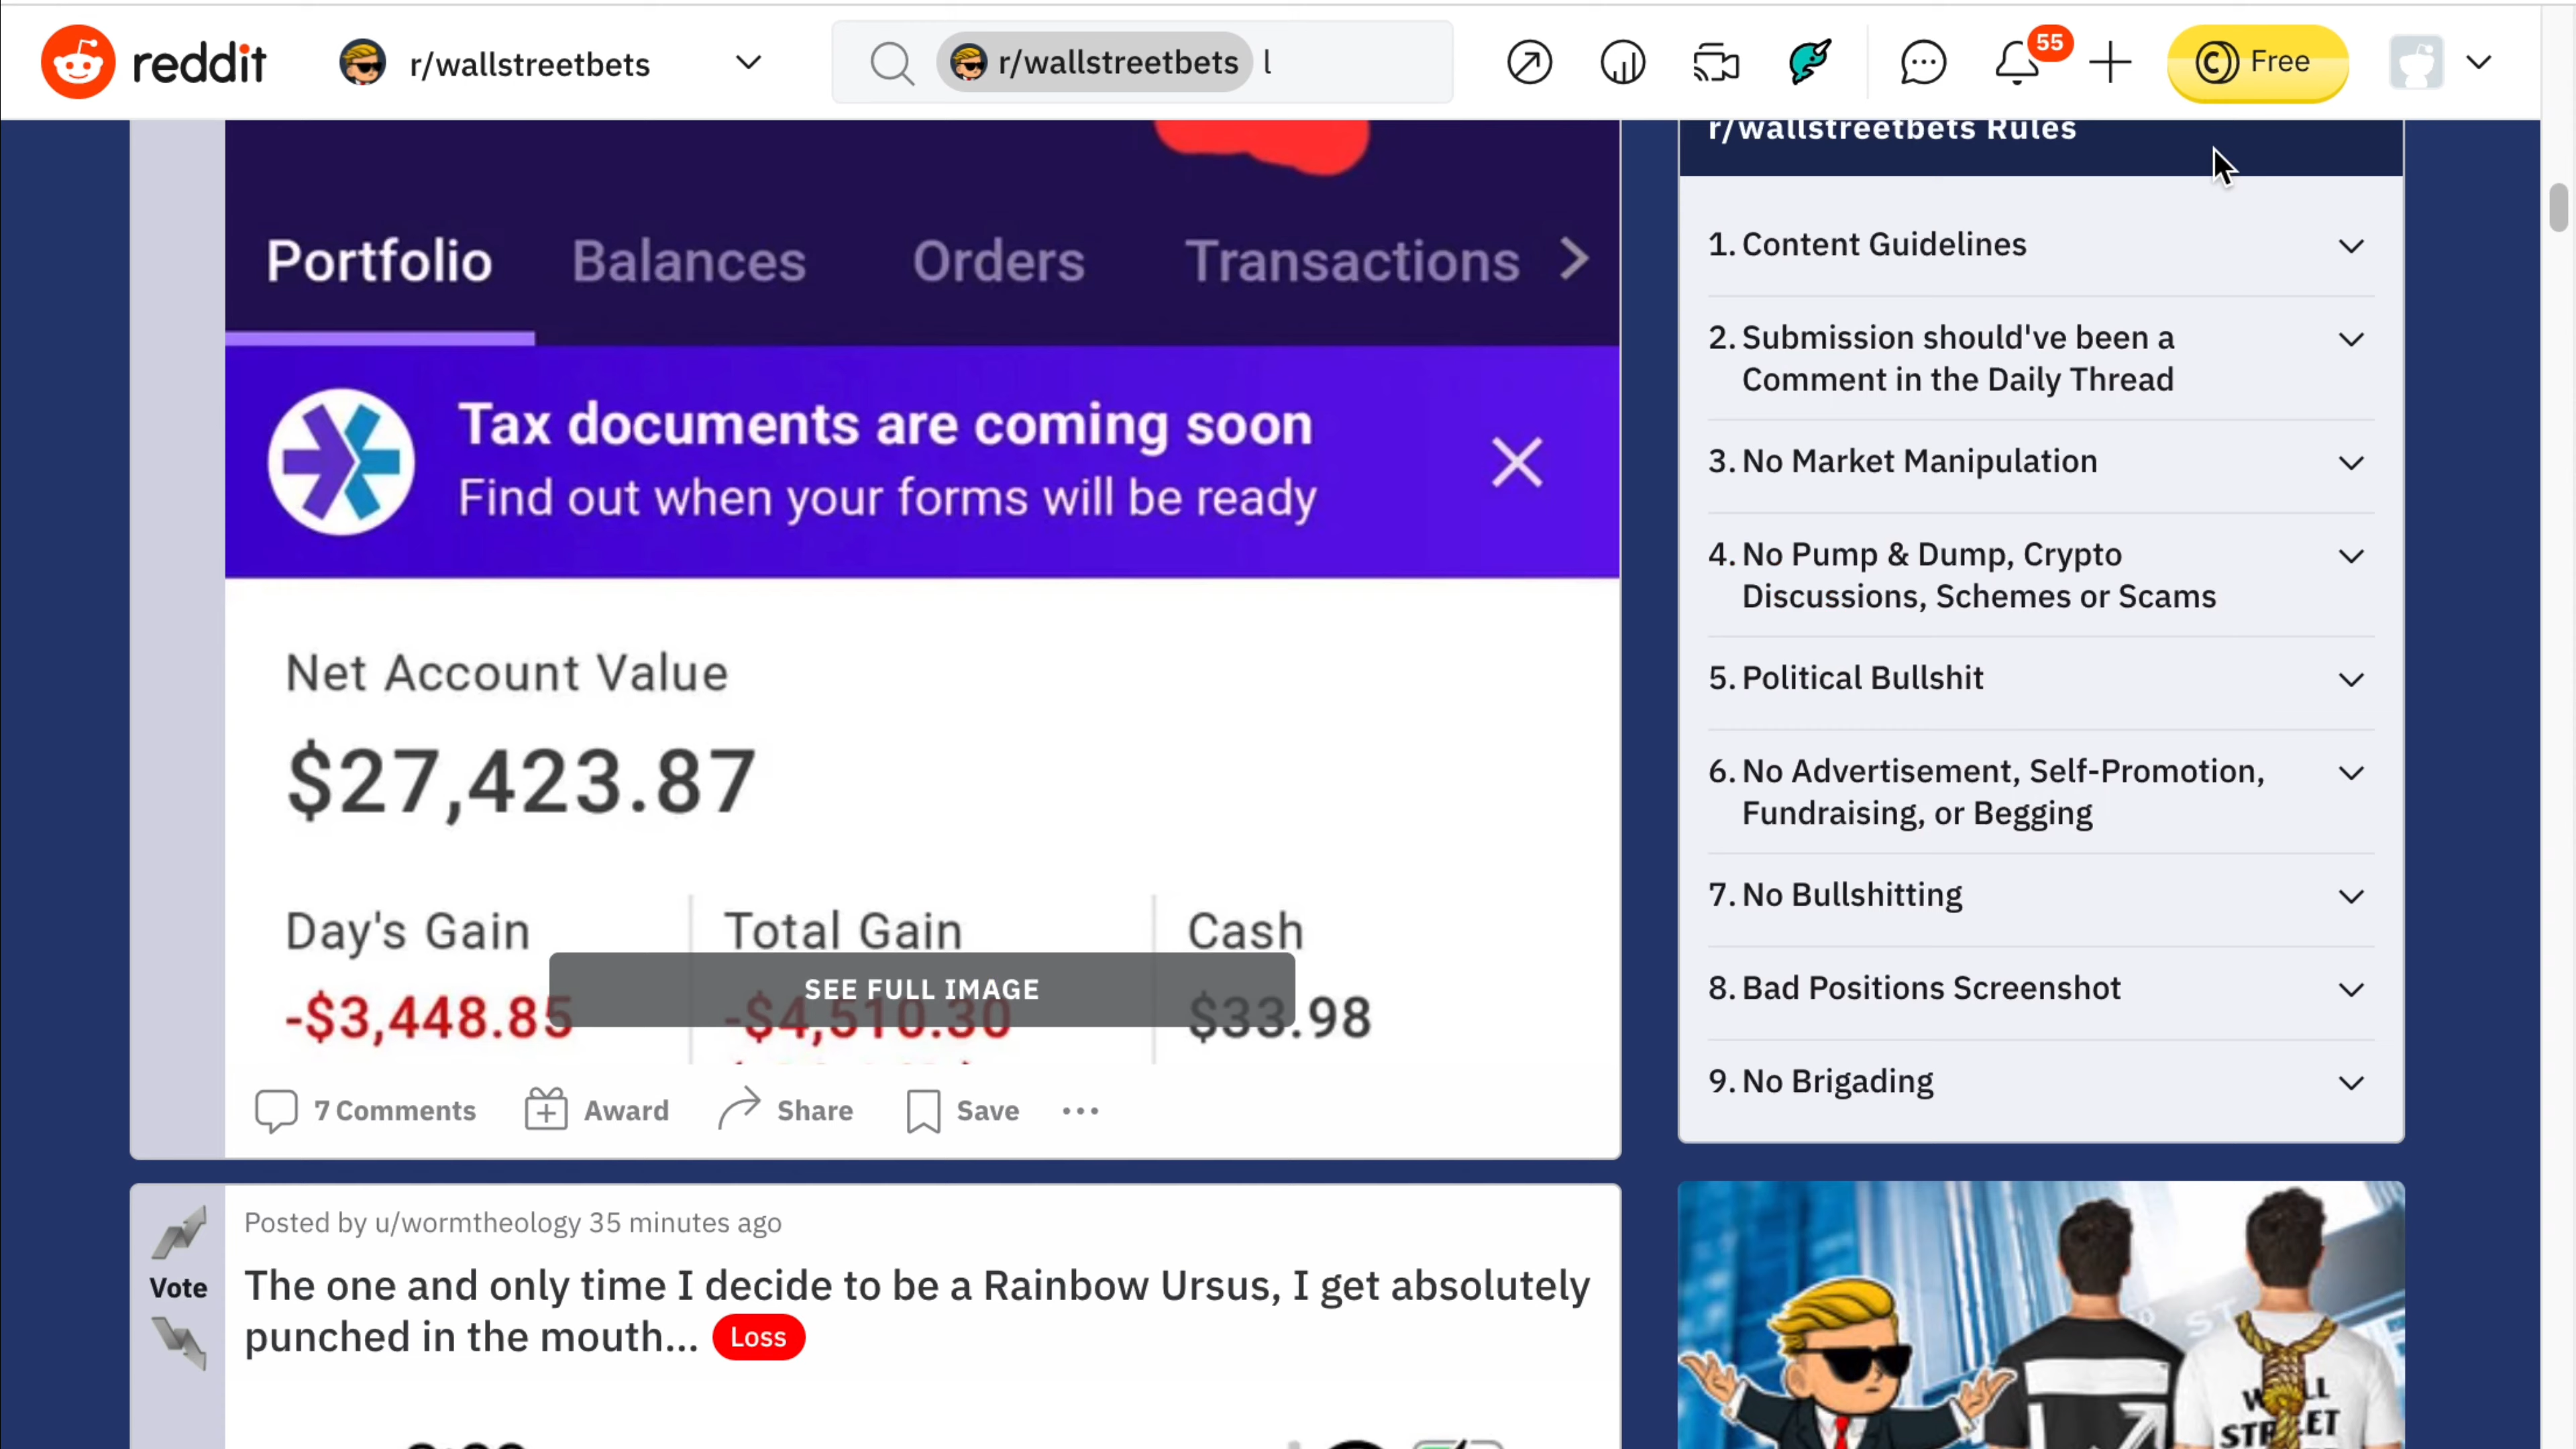 reddit
r/wallstreetbets
r/wallstreetbets l
55
Free
Portfolio Balances Orders Transactions
Tax documents are coming soon
Find out when your forms will be ready
Net Account Value
$27,423.87
Day's Gain Total Gain Cash
SEE FULL IMAGE
-$3,448.85 -$4,510.30 $33.98
7 Comments Award Share Save
Posted by u/wormtheology 35 minutes ago
Vote
The one and only time I decide to be a Rainbow Ursus, I get absolutely
punched in the mouth... Loss
r/wallstreetbets Rules
1. Content Guidelines
2. Submission should've been a
Comment in the Daily Thread
3. No Market Manipulation
4. No Pump & Dump, Crypto
Discussions, Schemes or Scams
5. Political Bullshit
6. No Advertisement, Self-Promotion,
Fundraising, or Begging
7. No Bullshitting
8. Bad Positions Screenshot
9. No Brigading